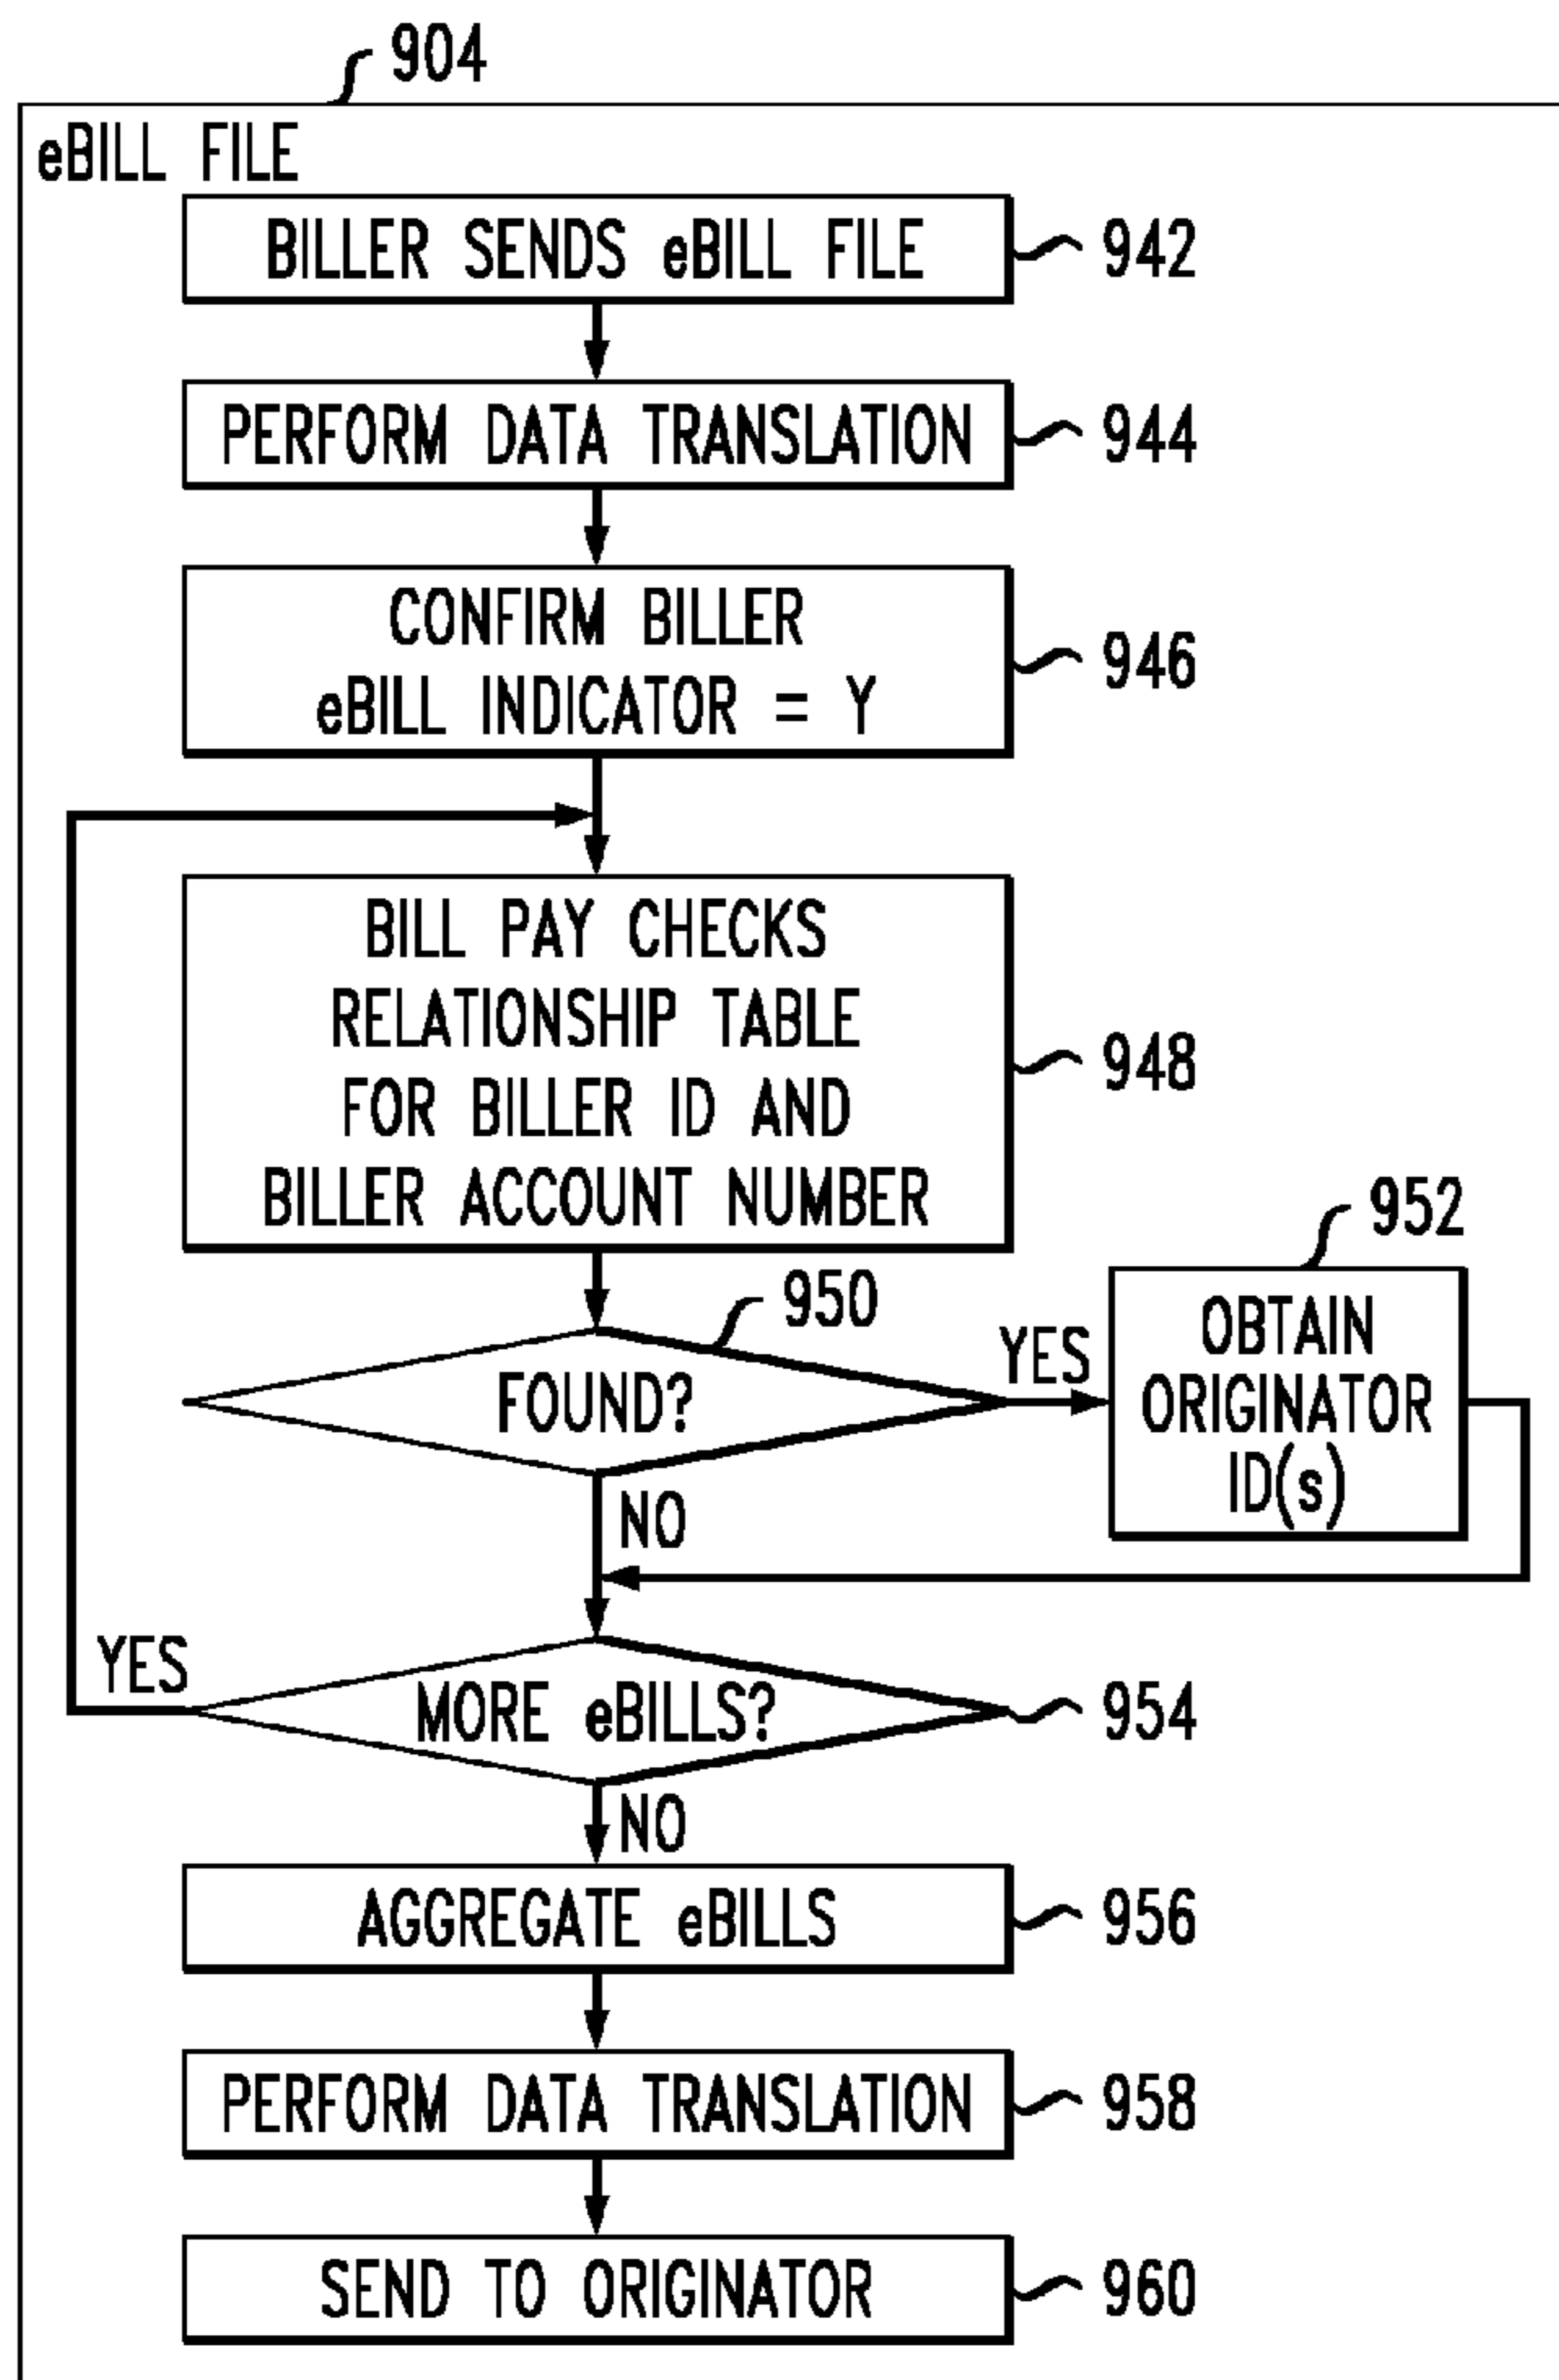 904
eBILL FILE
BILLER SENDS eBILL FILE
942
PERFORM DATA TRANSLATION
944
CONFIRM BILLER
eBILL INDICATOR = Y
946
BILL PAY CHECKS
RELATIONSHIP TABLE
FOR BILLER ID AND
BILLER ACCOUNT NUMBER
948
950
FOUND?
YES
952
OBTAIN
ORIGINATOR
ID(s)
NO
YES
MORE eBILLS?
954
NO
AGGREGATE eBILLS
956
PERFORM DATA TRANSLATION
958
SEND TO ORIGINATOR
960